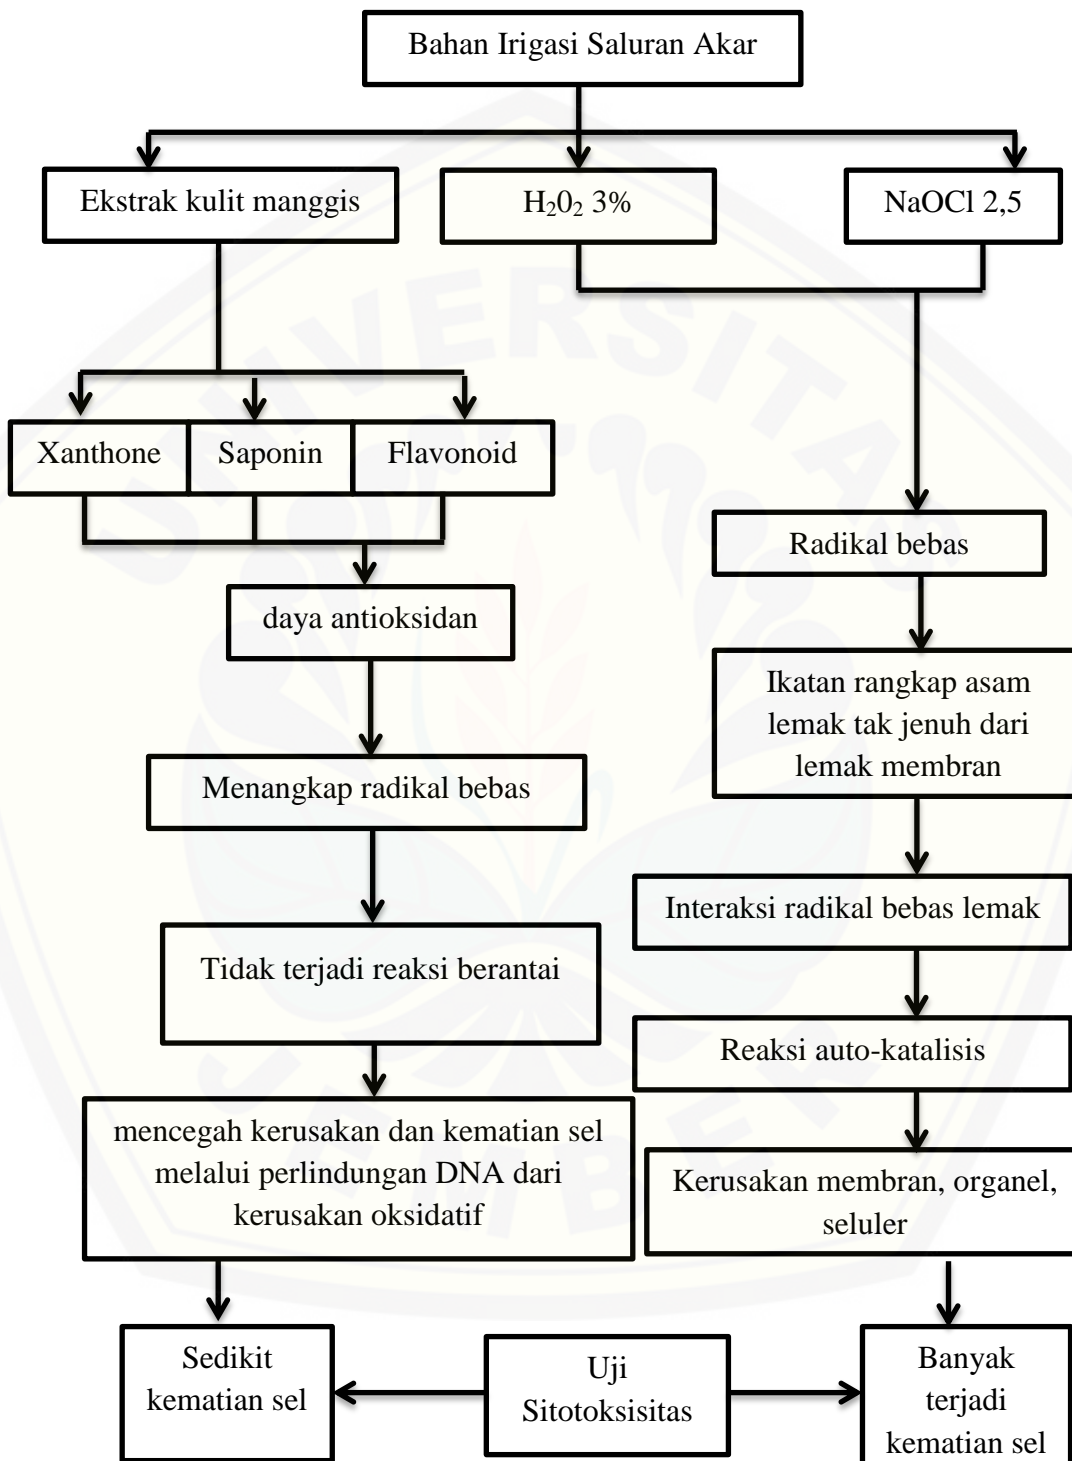 Bahan Irigasi Saluran Akar
Ekstrak kulit manggis
H₂0₂ 3%
NaOCl 2,5
Xanthone
Saponin
Flavonoid
Radikal bebas
daya antioksidan
Ikatan rangkap asam
lemak tak jenuh dari
lemak membran
Menangkap radikal bebas
Interaksi radikal bebas lemak
Tidak terjadi reaksi berantai
Reaksi auto-katalisis
mencegah kerusakan dan kematian sel
melalui perlindungan DNA dari
kerusakan oksidatif
Kerusakan membran, organel,
seluler
Sedikit
kematian sel
Uji
Sitotoksisitas
Banyak
terjadi
kematian sel
UNIVERSITAS
JEMBER